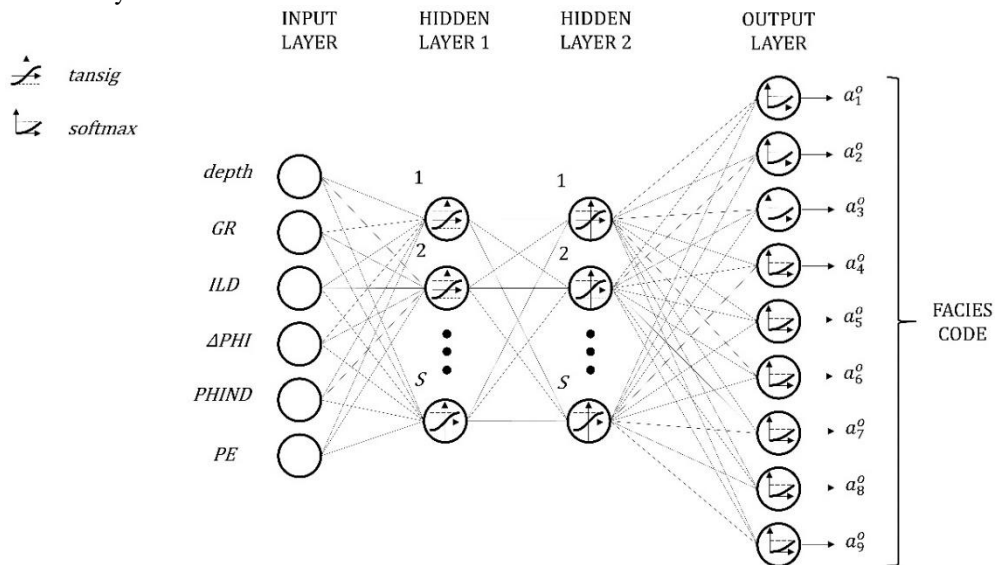 INPUT LAYER
HIDDEN LAYER 1
HIDDEN LAYER 2
OUTPUT LAYER
tansig
softmax
depth
GR
ILD
ΔPHI
PHIND
PE
1
2
S
1
2
S
a₁ᵒ
a₂ᵒ
a₃ᵒ
a₄ᵒ
a₅ᵒ
a₆ᵒ
a₇ᵒ
a₈ᵒ
a₉ᵒ
FACIES
CODE